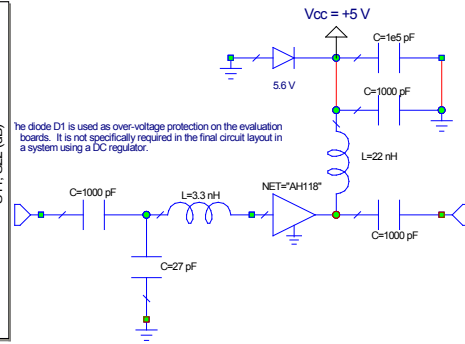 Vcc = +5 V
C=1e5 pF
5.6 V
C=1000 pF
he diode D1 is used as over-voltage protection on the evaluation
boards. It is not specifically required in the final circuit layout in
a system using a DC regulator.
L=22 nH
C=1000 pF
L=3.3 nH
NET="AH118"
C=1000 pF
C=27 pF